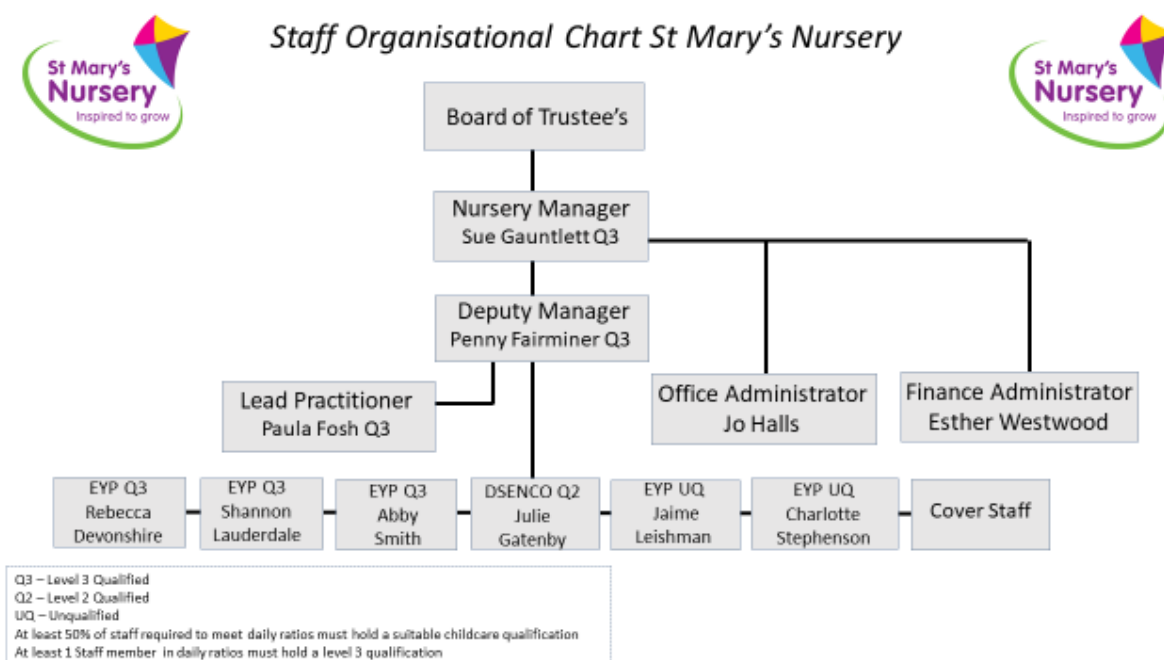 Staff Organisational Chart St Mary's Nursery
St Mary's
Nursery
Inspired to grow
St Mary's
Nursery
Inspired to grow
Board of Trustee's
Nursery Manager
Sue Gauntlett Q3
Deputy Manager
Penny Fairminer Q3
Lead Practitioner
Paula Fosh Q3
Office Administrator
Jo Halls
Finance Administrator
Esther Westwood
EYP Q3
Rebecca
Devonshire
EYP Q3
Shannon
Lauderdale
EYP Q3
Abby
Smith
DSENCO Q2
Julie
Gatenby
EYP UQ
Jaime
Leishman
EYP UQ
Charlotte
Stephenson
Cover Staff
Q3 – Level 3 Qualified
Q2 – Level 2 Qualified
UQ – Unqualified
At least 50% of staff required to meet daily ratios must hold a suitable childcare qualification
At least 1 Staff member in daily ratios must hold a level 3 qualification